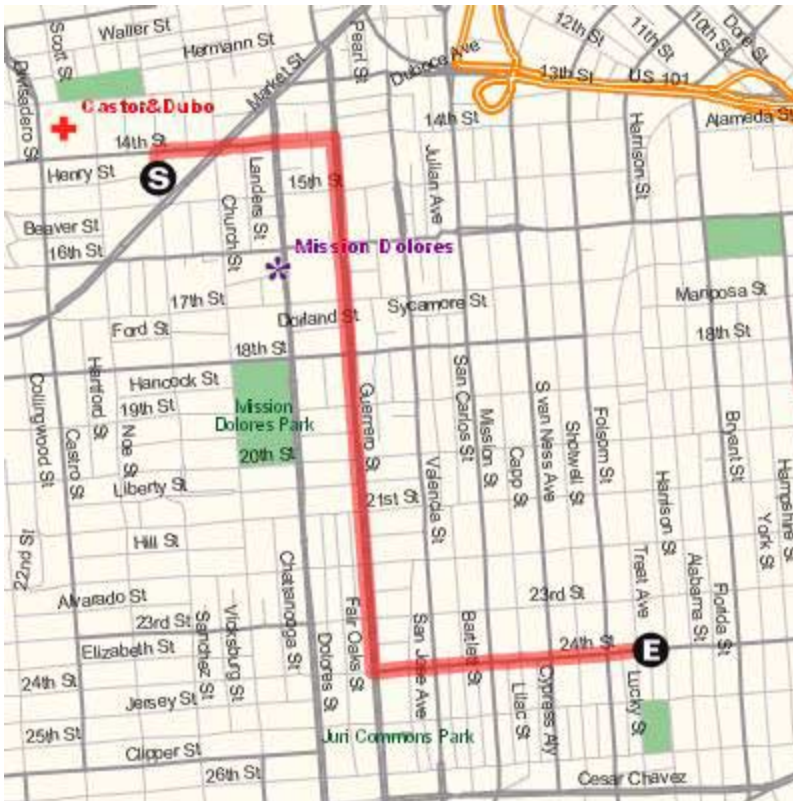 Waller St
Scott St
Hermann St
Pearl St
Duboce Ave
12th St
11th St
10th St
Dore St
Divisadero St
Market St
13th St
US 101
Castor&Dubo
14th St
14th St
Alameda St
Henry St
S
Landers St
15th St
Julian Ave
Harrison St
Beaver St
Church St
16th St
Mission Dolores
17th St
Sycamore St
Mariposa St
Ford St
Dorland St
18th St
18th St
Hartford St
Hancock St
San Carlos St
Collingwood St
19th St
Mission
Dolores Park
Guerrero St
Mission St
S van Ness Ave
Shotwell St
Folsom St
Bryant St
Castro St
Noe St
20th St
Valencia St
Capp St
Harrison St
Hampshire St
Liberty St
21st St
York St
22nd St
Hill St
Chatanooga St
Treat Ave
Alabama St
Florida St
Alvarado St
23rd St
23rd St
Sanchez St
Vicksburg St
Dolores St
Fair Oaks St
San Jose Ave
Bartlett St
Elizabeth St
24th St
E
24th St
Jersey St
Lilac St
Cypress Aly
Lucky St
25th St
Juri Commons Park
Clipper St
26th St
Cesar Chavez